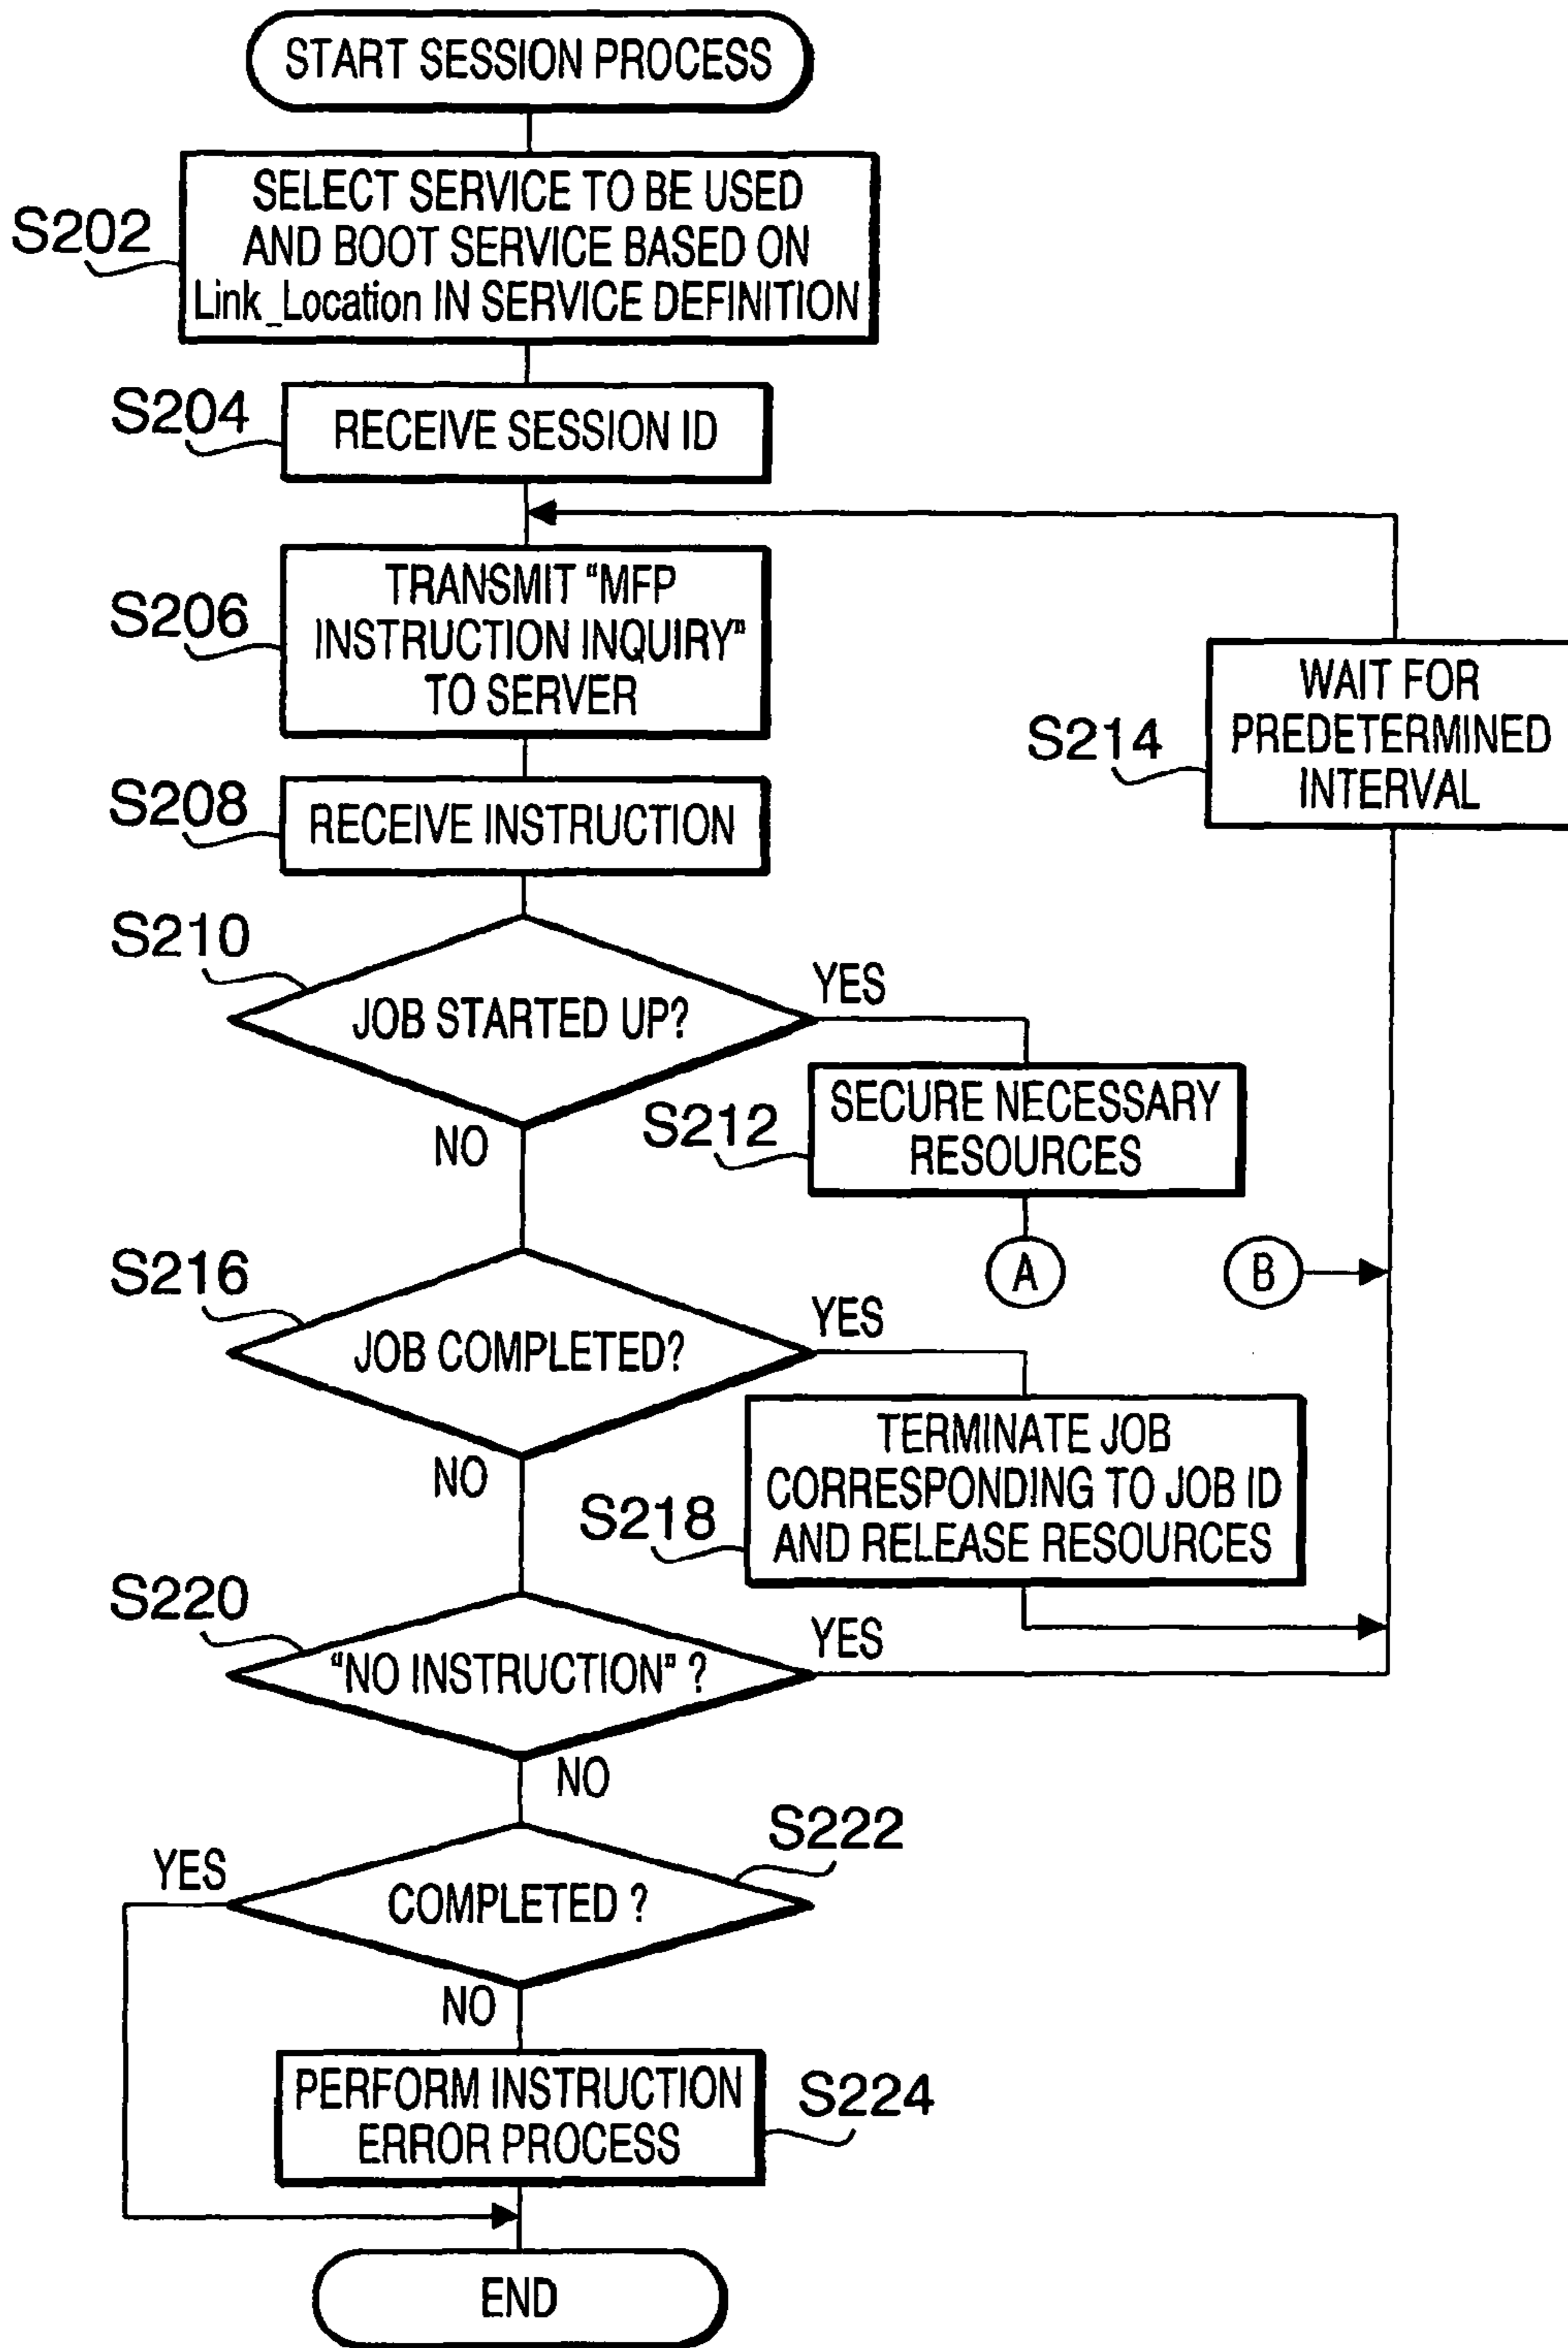 START SESSION PROCESS
S202
SELECT SERVICE TO BE USED
AND BOOT SERVICE BASED ON
Link_Location IN SERVICE DEFINITION
S204
RECEIVE SESSION ID
S206
TRANSMIT "MFP
INSTRUCTION INQUIRY"
TO SERVER
S214
WAIT FOR
PREDETERMINED
INTERVAL
S208
RECEIVE INSTRUCTION
S210
JOB STARTED UP?
YES
NO
S212
SECURE NECESSARY
RESOURCES
A
B
S216
JOB COMPLETED?
YES
NO
S218
TERMINATE JOB
CORRESPONDING TO JOB ID
AND RELEASE RESOURCES
S220
"NO INSTRUCTION" ?
YES
NO
S222
YES
COMPLETED ?
NO
PERFORM INSTRUCTION
ERROR PROCESS
S224
END